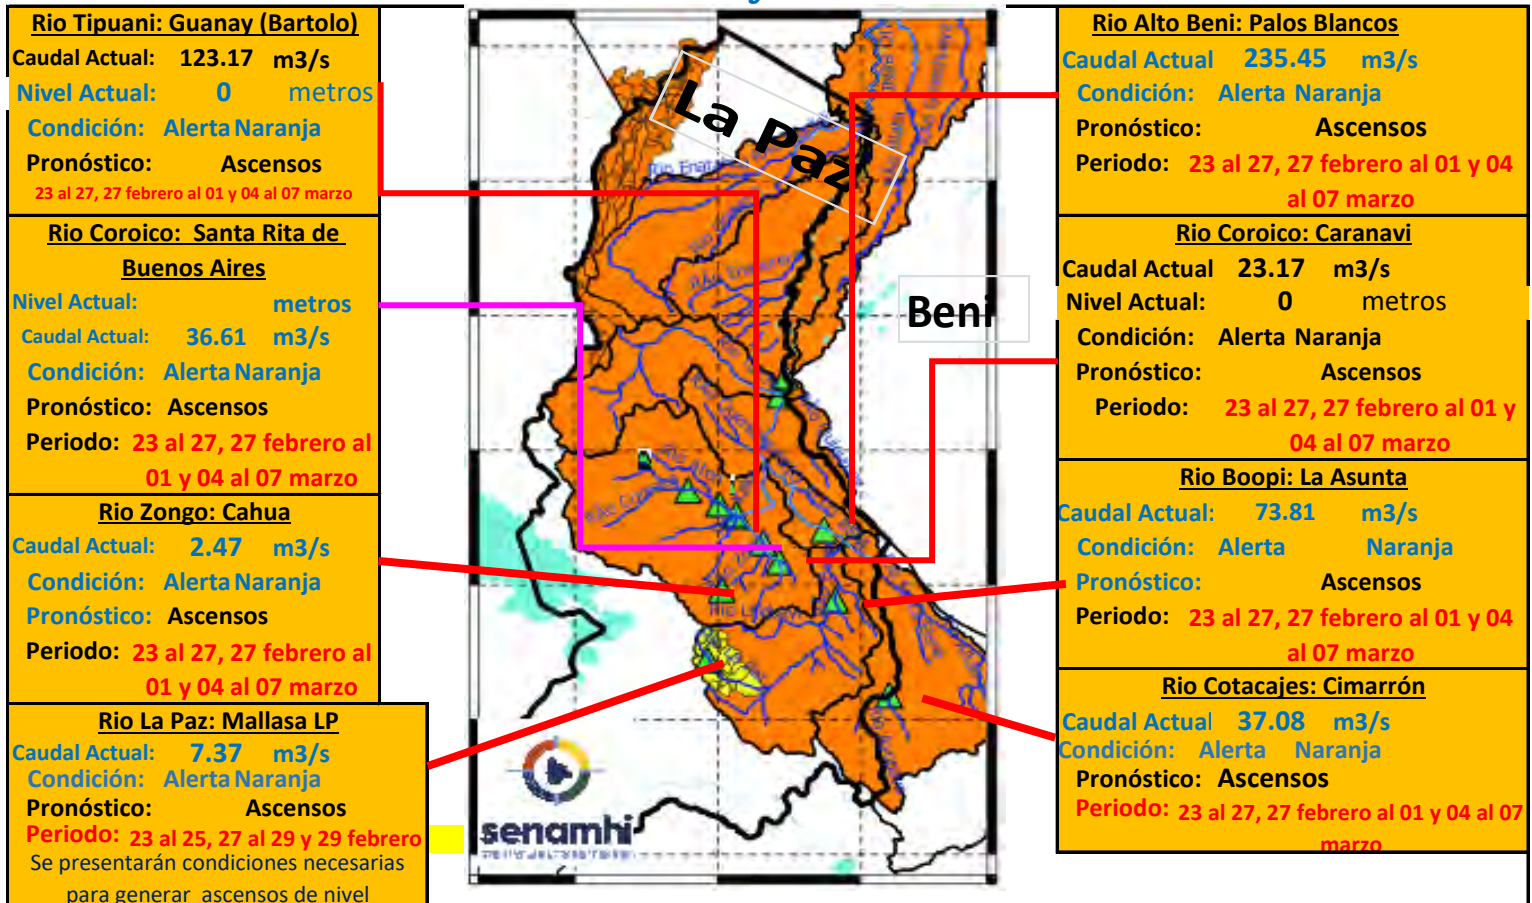 Rio Tipuani: Guanay (Bartolo)
Caudal Actual: 123.17 m3/s
Nivel Actual: 0 metros
Condición: Alerta Naranja
Pronóstico: Ascensos
23 al 27, 27 febrero al 01 y 04 al 07 marzo
Rio Coroico: Santa Rita de
Buenos Aires
Nivel Actual: metros
Caudal Actual: 36.61 m3/s
Condición: Alerta Naranja
Pronóstico: Ascensos
Periodo: 23 al 27, 27 febrero al
01 y 04 al 07 marzo
Rio Zongo: Cahua
Caudal Actual: 2.47 m3/s
Condición: Alerta Naranja
Pronóstico: Ascensos
Periodo: 23 al 27, 27 febrero al
01 y 04 al 07 marzo
Rio La Paz: Mallasa LP
Caudal Actual: 7.37 m3/s
Condición: Alerta Naranja
Pronóstico: Ascensos
Periodo: 23 al 25, 27 al 29 y 29 febrero
Se presentarán condiciones necesarias
para generar ascensos de nivel
La Paz
Beni
senamhi
Rio Alto Beni: Palos Blancos
Caudal Actual 235.45 m3/s
Condición: Alerta Naranja
Pronóstico: Ascensos
Periodo: 23 al 27, 27 febrero al 01 y 04
al 07 marzo
Rio Coroico: Caranavi
Caudal Actual 23.17 m3/s
Nivel Actual: 0 metros
Condición: Alerta Naranja
Pronóstico: Ascensos
Periodo: 23 al 27, 27 febrero al 01 y
04 al 07 marzo
Rio Boopi: La Asunta
Caudal Actual: 73.81 m3/s
Condición: Alerta Naranja
Pronóstico: Ascensos
Periodo: 23 al 27, 27 febrero al 01 y 04
al 07 marzo
Rio Cotacajes: Cimarrón
Caudal Actual 37.08 m3/s
Condición: Alerta Naranja
Pronóstico: Ascensos
Periodo: 23 al 27, 27 febrero al 01 y 04 al 07
marzo